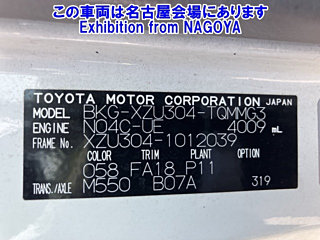 この車両は名古屋会場にあります
Exhibition from NAGOYA
TOYOTA MOTOR CORPORATION JAPAN
MODEL BKG-XZU304-TQMMG3
ENGINE N04C-UE 4009 mL
FRAME No. XZU304-1012039
COLOR TRIM PLANT
058 FA18 P11
TRANS./AXLE M550 B07A 319